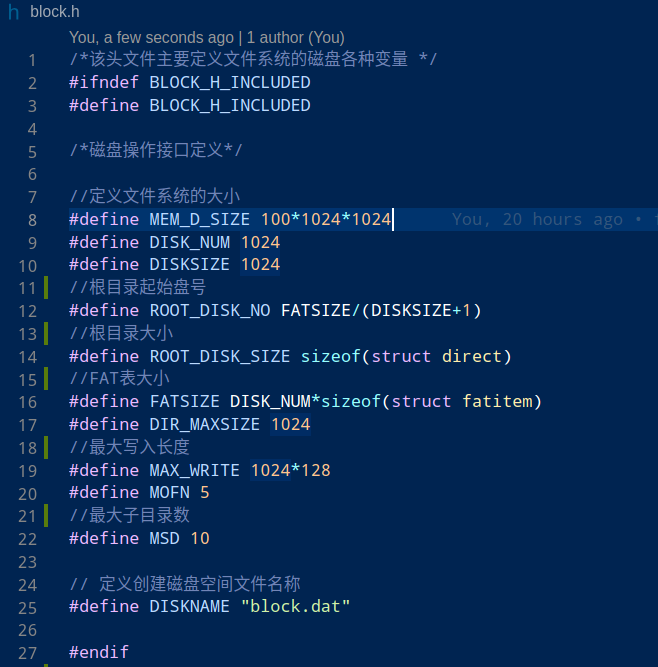 h block.h
You, a few seconds ago | 1 author (You)
1 /*该头文件主要定义文件系统的磁盘各种变量 */
2 #ifndef BLOCK_H_INCLUDED
3 #define BLOCK_H_INCLUDED
4
5 /*磁盘操作接口定义*/
6
7 //定义文件系统的大小
8 #define MEM_D_SIZE 100*1024*1024 You, 20 hours ago •
9 #define DISK_NUM 1024
10 #define DISKSIZE 1024
11 //根目录起始盘号
12 #define ROOT_DISK_NO FATSIZE/(DISKSIZE+1)
13 //根目录大小
14 #define ROOT_DISK_SIZE sizeof(struct direct)
15 //FAT表大小
16 #define FATSIZE DISK_NUM*sizeof(struct fatitem)
17 #define DIR_MAXSIZE 1024
18 //最大写入长度
19 #define MAX_WRITE 1024*128
20 #define MOFN 5
21 //最大子目录数
22 #define MSD 10
23
24 // 定义创建磁盘空间文件名称
25 #define DISKNAME "block.dat"
26
27 #endif